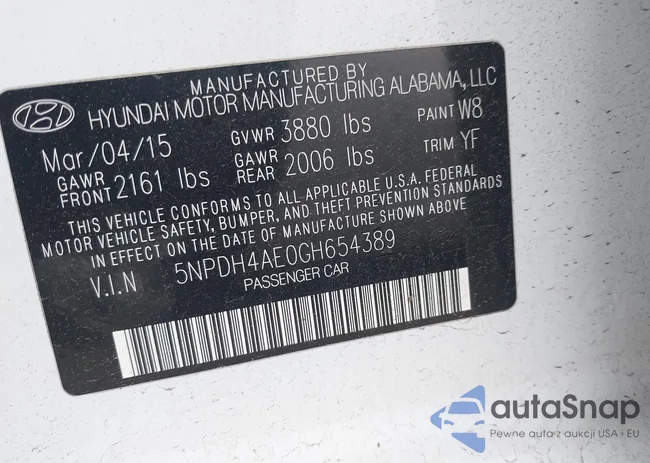 MANUFACTURED BY
HYUNDAI MOTOR MANUFACTURING ALABAMA, LLC
Mar/04/15 GVWR 3880 lbs PAINT W8
GAWR FRONT 2161 lbs GAWR REAR 2006 lbs TRIM YF
THIS VEHICLE CONFORMS TO ALL APPLICABLE U.S.A. FEDERAL
MOTOR VEHICLE SAFETY, BUMPER, AND THEFT PREVENTION STANDARDS
IN EFFECT ON THE DATE OF MANUFACTURE SHOWN ABOVE
V.I.N 5NPDH4AE0GH654389
PASSENGER CAR
autaSnap
Pewne auta z aukcji USA i EU